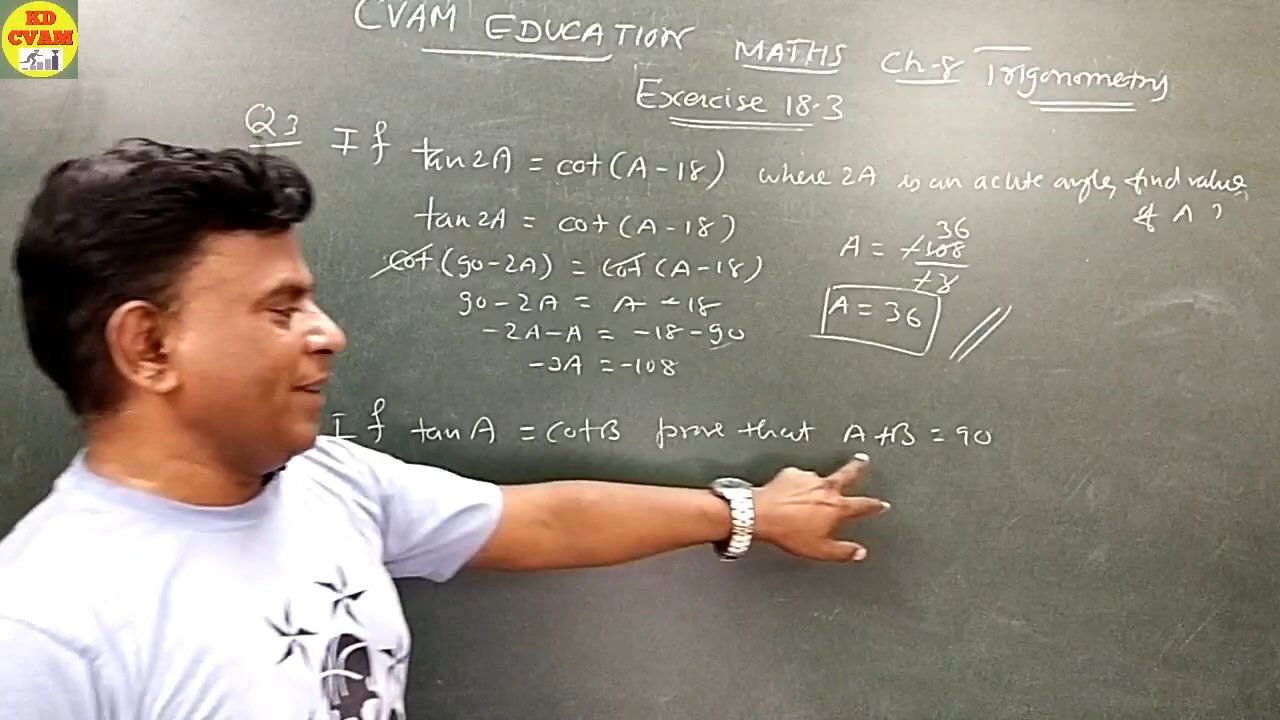 KD
CVAM
CVAM EDUCATION MATHS Ch-8 Trigonometry
Exercise 18.3
Q3 If tan2A = cot(A-18) where 2A is an acute angle, find value
of A ?
tan2A = cot(A-18)
cot(90-2A) = cot(A-18)
90-2A = A-18
-2A-A = -18-90
-3A = -108
A = -108 36
-3
A = 36
If tanA = cotB prove that A+B = 90